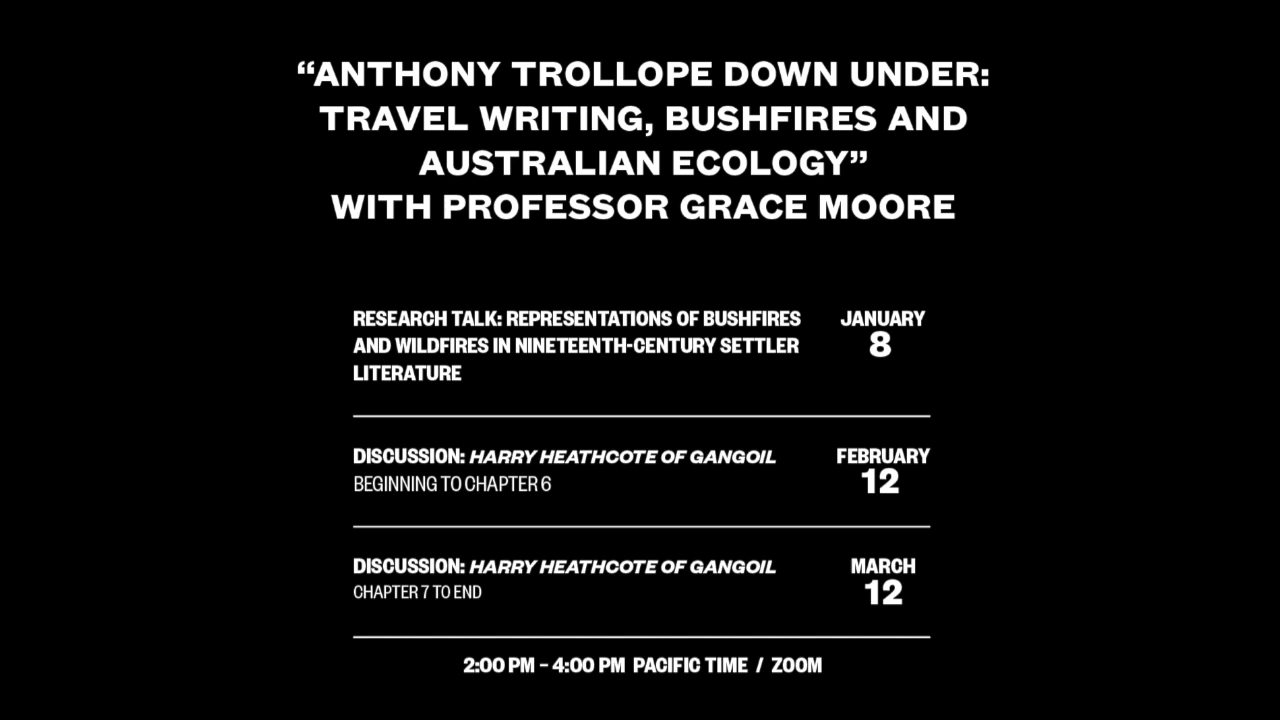 “ANTHONY TROLLOPE DOWN UNDER:
TRAVEL WRITING, BUSHFIRES AND
AUSTRALIAN ECOLOGY”
WITH PROFESSOR GRACE MOORE
RESEARCH TALK: REPRESENTATIONS OF BUSHFIRES
AND WILDFIRES IN NINETEENTH-CENTURY SETTLER
LITERATURE
JANUARY
8
DISCUSSION: HARRY HEATHCOTE OF GANGOIL
BEGINNING TO CHAPTER 6
FEBRUARY
12
DISCUSSION: HARRY HEATHCOTE OF GANGOIL
CHAPTER 7 TO END
MARCH
12
2:00 PM – 4:00 PM PACIFIC TIME / ZOOM